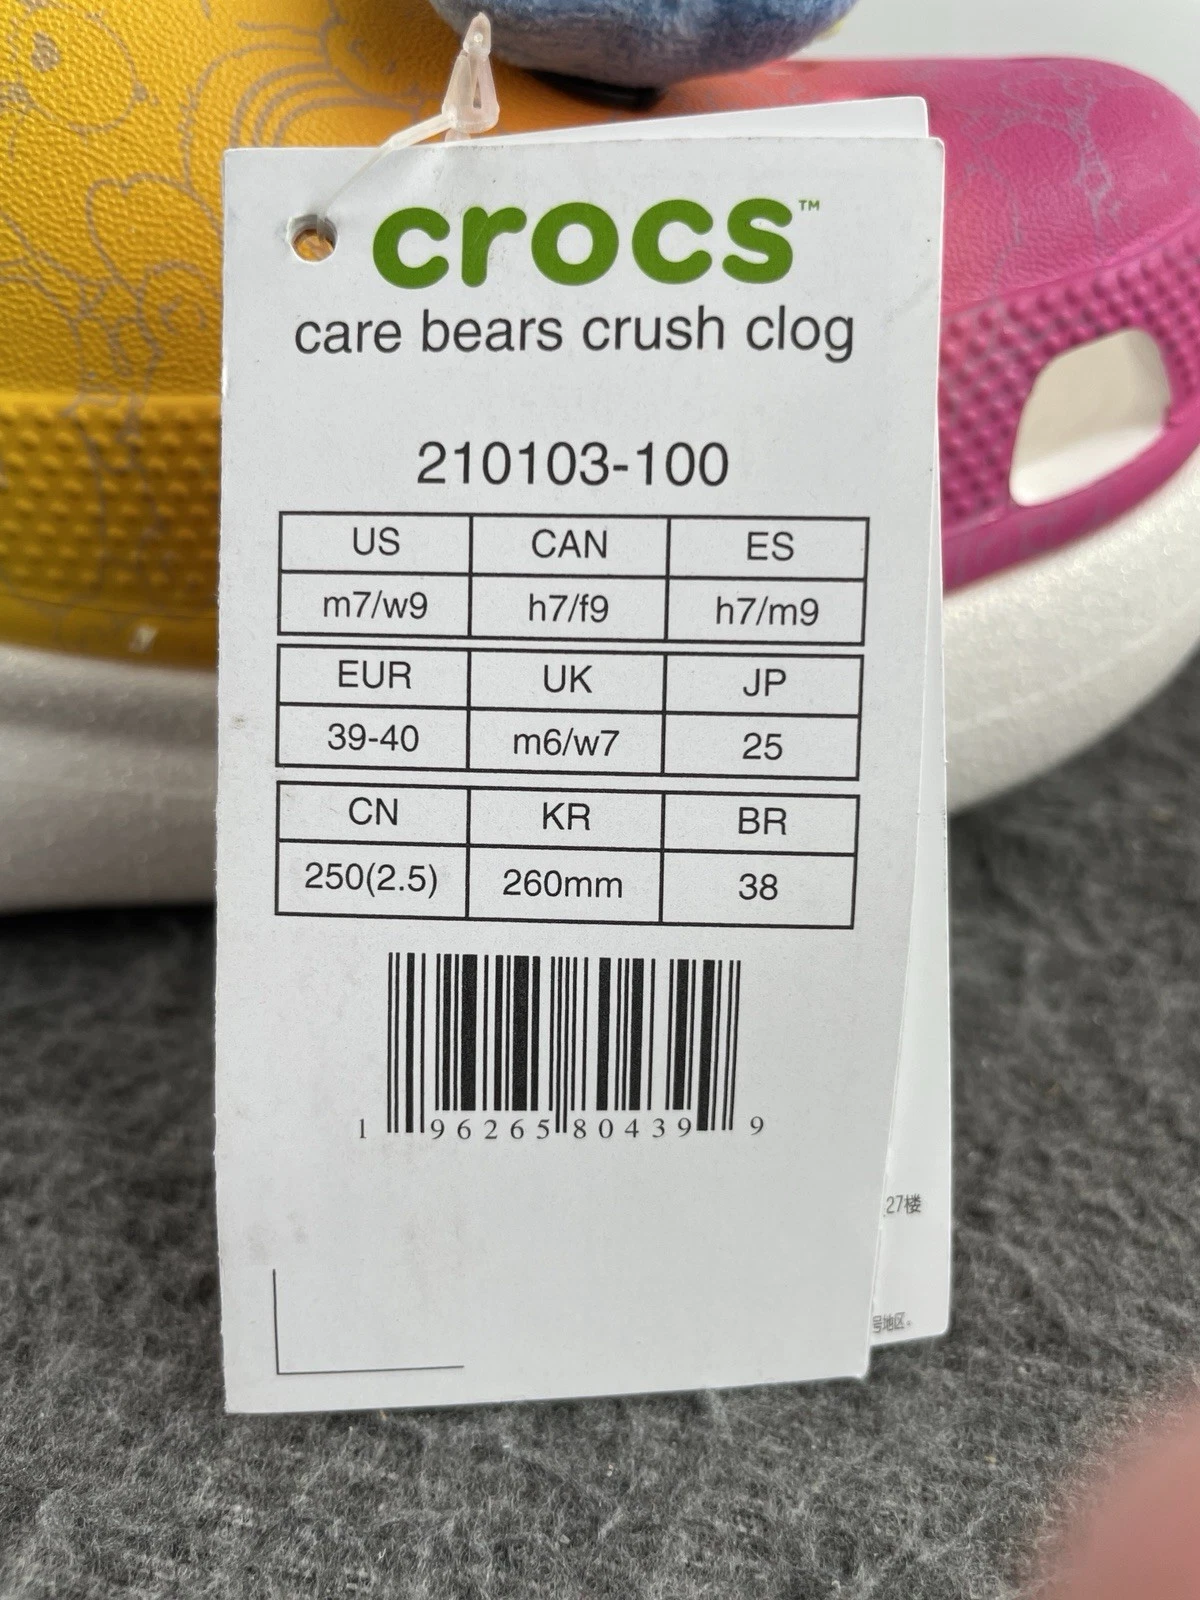 crocs™
care bears crush clog
210103-100
US CAN ES
m7/w9 h7/f9 h7/m9
EUR UK JP
39-40 m6/w7 25
CN KR BR
250(2.5) 260mm 38
1 96265 80439 9
27楼
号地区。